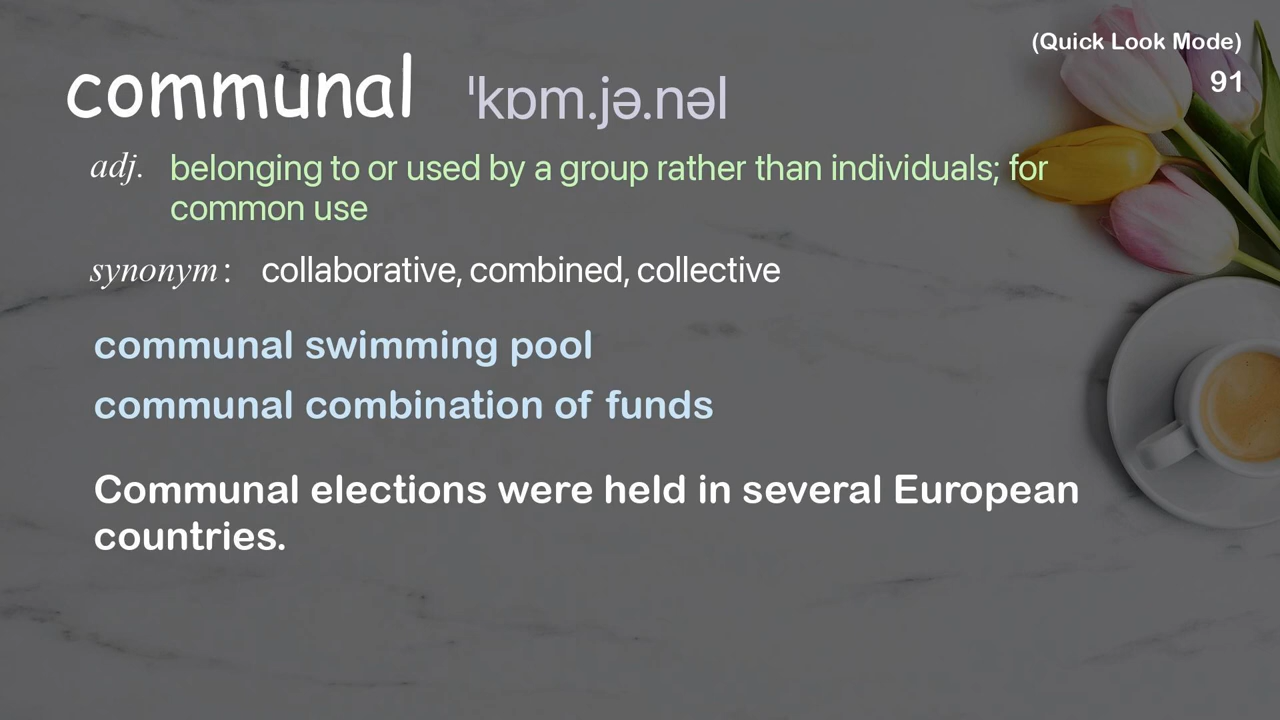 (Quick Look Mode)
91
communal ˈkɒm.jə.nəl
adj. belonging to or used by a group rather than individuals; for
common use
synonym: collaborative, combined, collective
communal swimming pool
communal combination of funds
Communal elections were held in several European
countries.